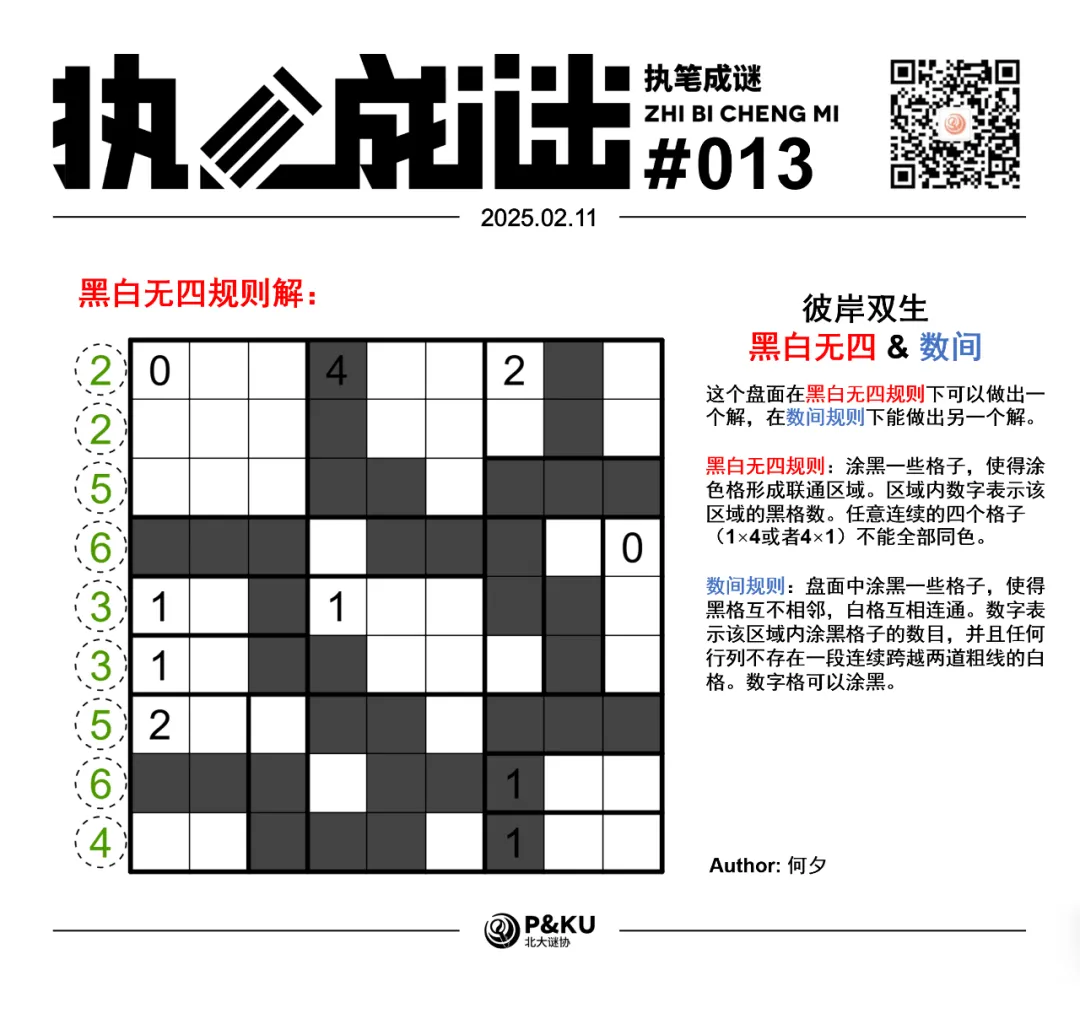 执笔成谜
执笔成谜
ZHI BI CHENG MI
#013
2025.02.11
黑白无四规则解：
彼岸双生
黑白无四 & 数间
这个盘面在黑白无四规则下可以做出一
个解，在数间规则下能做出另一个解。
黑白无四规则：涂黑一些格子，使得涂
色格形成联通区域。区域内数字表示该
区域的黑格数。任意连续的四个格子
（1×4或者4×1）不能全部同色。
数间规则：盘面中涂黑一些格子，使得
黑格互不相邻，白格互相连通。数字表
示该区域内涂黑格子的数目，并且任何
行列不存在一段连续跨越两道粗线的白
格。数字格可以涂黑。
2 0 4 2
2
5
6 0
3 1 1
3 1
5 2
6 1
4 1
Author: 何夕
P&KU
北大谜协